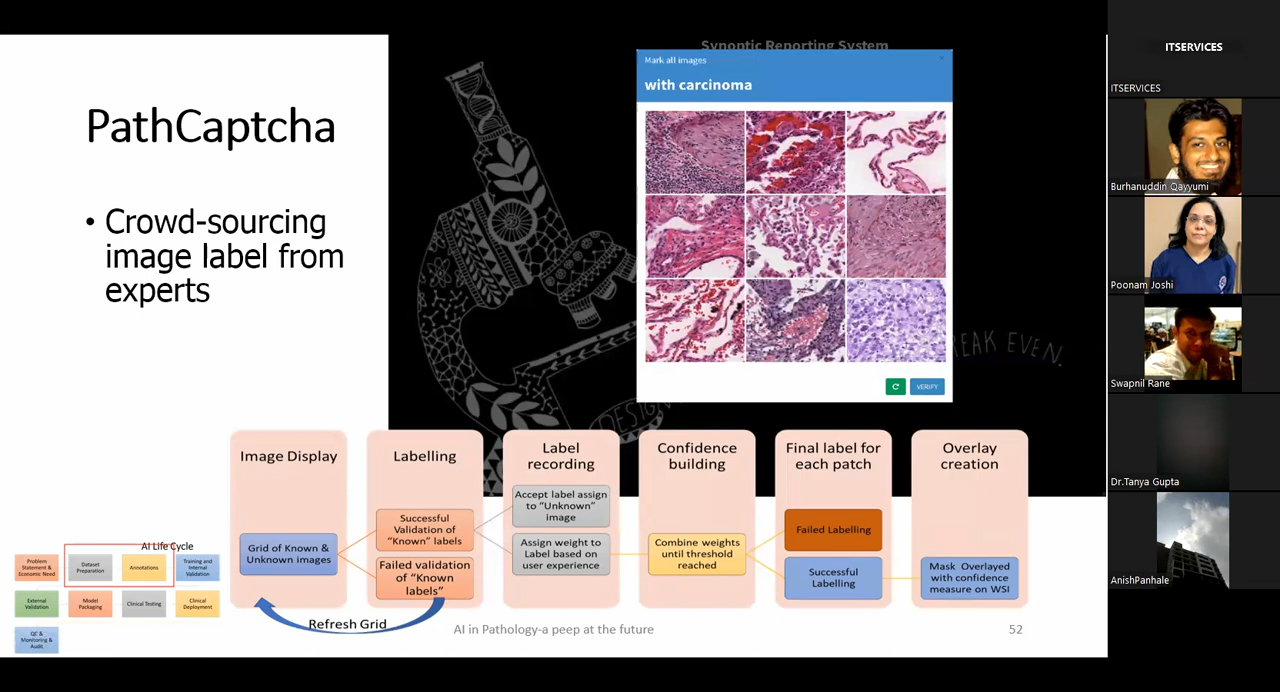 PathCaptcha
• Crowd-sourcing
image label from
experts
Synoptic Reporting System
Mark all images
with carcinoma
VERIFY
REAK EVEN.
DESIGN
Image Display
Grid of Known &
Unknown images
Labelling
Successful
Validation of
“Known” labels
Failed validation
of “Known
labels”
Refresh Grid
Label
recording
Accept label assign
to “Unknown”
image
Assign weight to
Label based on
user experience
Confidence
building
Combine weights
until threshold
reached
Final label for
each patch
Failed Labelling
Successful
Labelling
Overlay
creation
Mask Overlayed
with confidence
measure on WSI
AI Life Cycle
Problem
Statement &
Economic Need
Dataset
Preparation
Annotations
Training and
Internal
Validation
External
Validation
Model
Packaging
Clinical Testing
Clinical
Deployment
QC &
Monitoring &
Audit
AI in Pathology-a peep at the future
52
ITSERVICES
ITSERVICES
Burhanuddin Qayyumi
Poonam Joshi
Swapnil Rane
Dr.Tanya Gupta
AnishPanhale